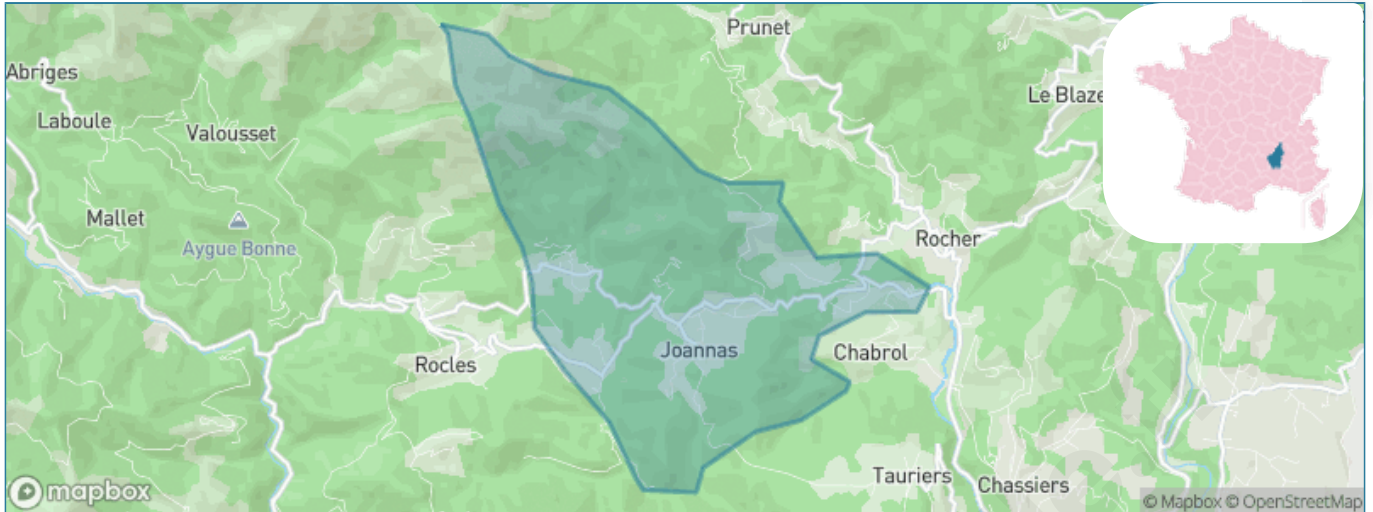 Prunet
Abriges
Le Blaze
Laboule
Valousset
Mallet
Aygue Bonne
Rocher
Joannas
Chabrol
Rocles
Tauriers
Chassiers
mapbox
© Mapbox © OpenStreetMap